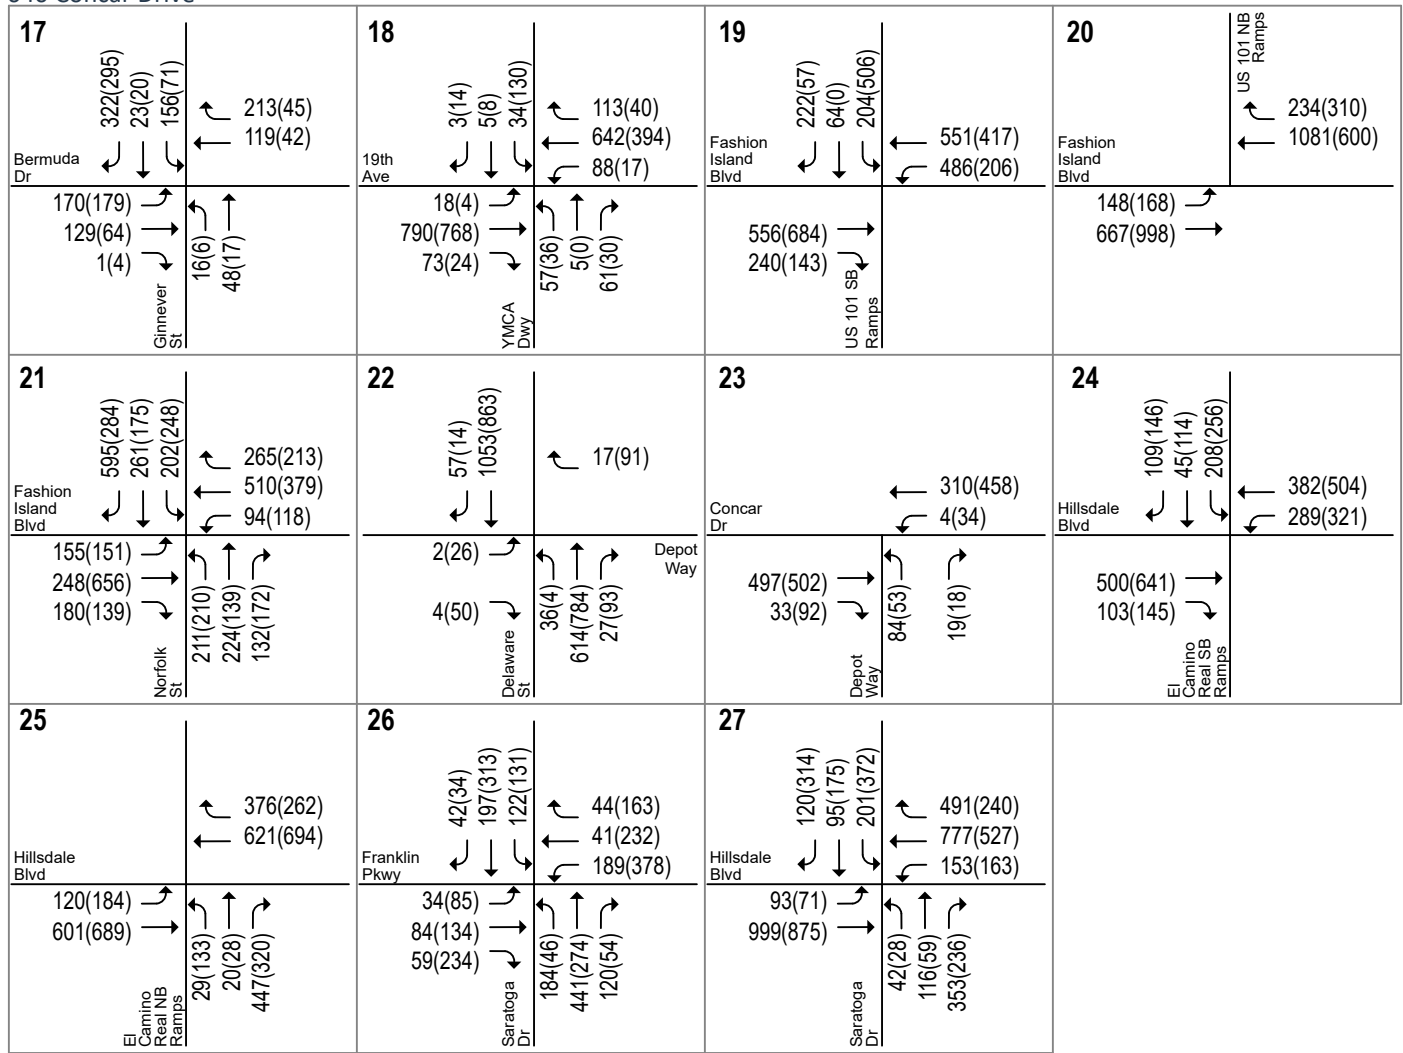 17
322(295)
23(20)
156(71)
213(45)
119(42)
Bermuda
Dr
170(179)
129(64)
1(4)
16(6)
48(17)
Ginnever
St
18
3(14)
5(8)
34(130)
113(40)
642(394)
88(17)
19th
Ave
18(4)
790(768)
73(24)
57(36)
5(0)
61(30)
YMCA
Dwy
19
222(57)
64(0)
204(506)
551(417)
486(206)
Fashion
Island
Blvd
556(684)
240(143)
US 101 SB
Ramps
20
US 101 NB
Ramps
234(310)
1081(600)
Fashion
Island
Blvd
148(168)
667(998)
21
595(284)
261(175)
202(248)
265(213)
510(379)
94(118)
Fashion
Island
Blvd
155(151)
248(656)
180(139)
211(210)
224(139)
132(172)
Norfolk
St
22
57(14)
1053(863)
17(91)
2(26)
4(50)
36(4)
614(784)
27(93)
Depot
Way
Delaware
St
23
310(458)
4(34)
Concar
Dr
497(502)
33(92)
84(53)
19(18)
Depot
Way
24
109(146)
45(114)
208(256)
382(504)
289(321)
Hillsdale
Blvd
500(641)
103(145)
El
Camino
Real SB
Ramps
25
376(262)
621(694)
Hillsdale
Blvd
120(184)
601(689)
29(133)
20(28)
447(320)
El
Camino
Real NB
Ramps
26
42(34)
197(313)
122(131)
44(163)
41(232)
189(378)
Franklin
Pkwy
34(85)
84(134)
59(234)
184(46)
441(274)
120(54)
Saratoga
Dr
27
120(314)
95(175)
201(372)
491(240)
777(527)
153(163)
Hillsdale
Blvd
93(71)
999(875)
42(28)
116(59)
353(236)
Saratoga
Dr